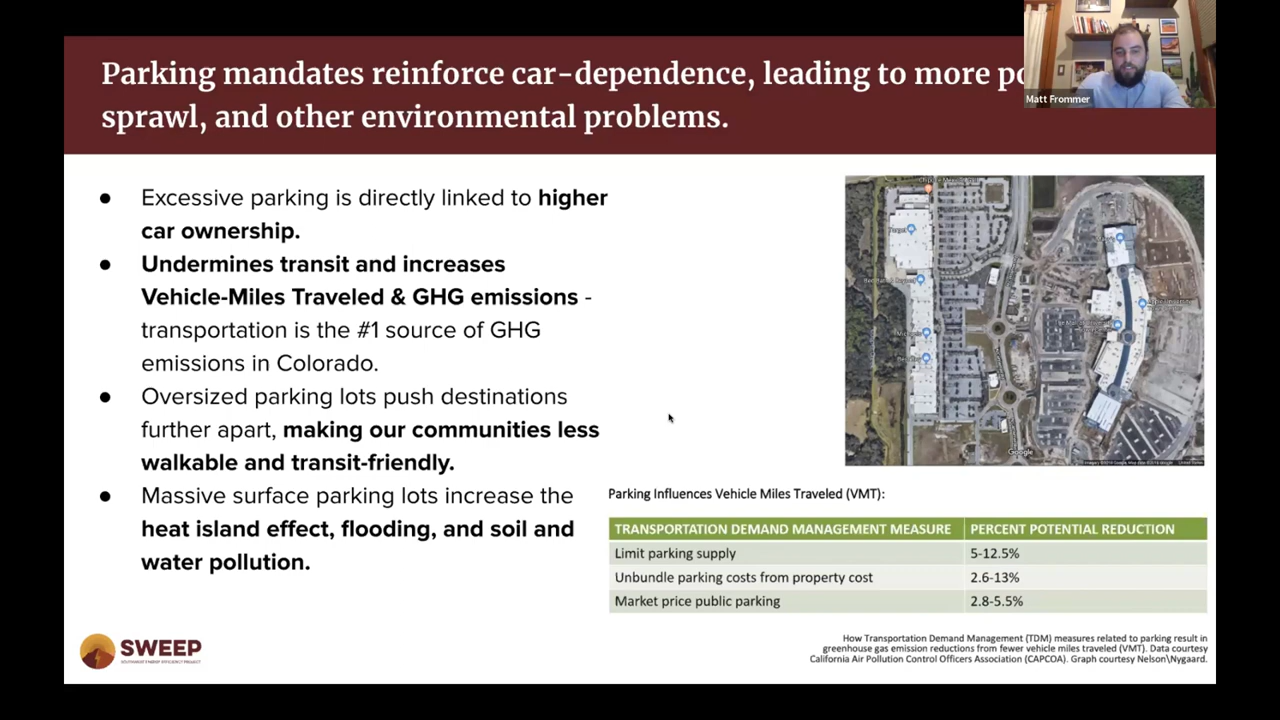 Parking mandates reinforce car-dependence, leading to more po
sprawl, and other environmental problems.
Matt Frommer
● Excessive parking is directly linked to higher
car ownership.
● Undermines transit and increases
Vehicle-Miles Traveled & GHG emissions -
transportation is the #1 source of GHG
emissions in Colorado.
● Oversized parking lots push destinations
further apart, making our communities less
walkable and transit-friendly.
● Massive surface parking lots increase the
heat island effect, flooding, and soil and
water pollution.
Target
Google
Parking Influences Vehicle Miles Traveled (VMT):
TRANSPORTATION DEMAND MANAGEMENT MEASURE PERCENT POTENTIAL REDUCTION
Limit parking supply 5-12.5%
Unbundle parking costs from property cost 2.6-13%
Market price public parking 2.8-5.5%
SWEEP
SOUTHWEST ENERGY EFFICIENCY PROJECT
How Transportation Demand Management (TDM) measures related to parking result in
greenhouse gas emission reductions from fewer vehicle miles traveled (VMT). Data courtesy
California Air Pollution Control Officers Association (CAPCOA). Graph courtesy Nelson\Nygaard.